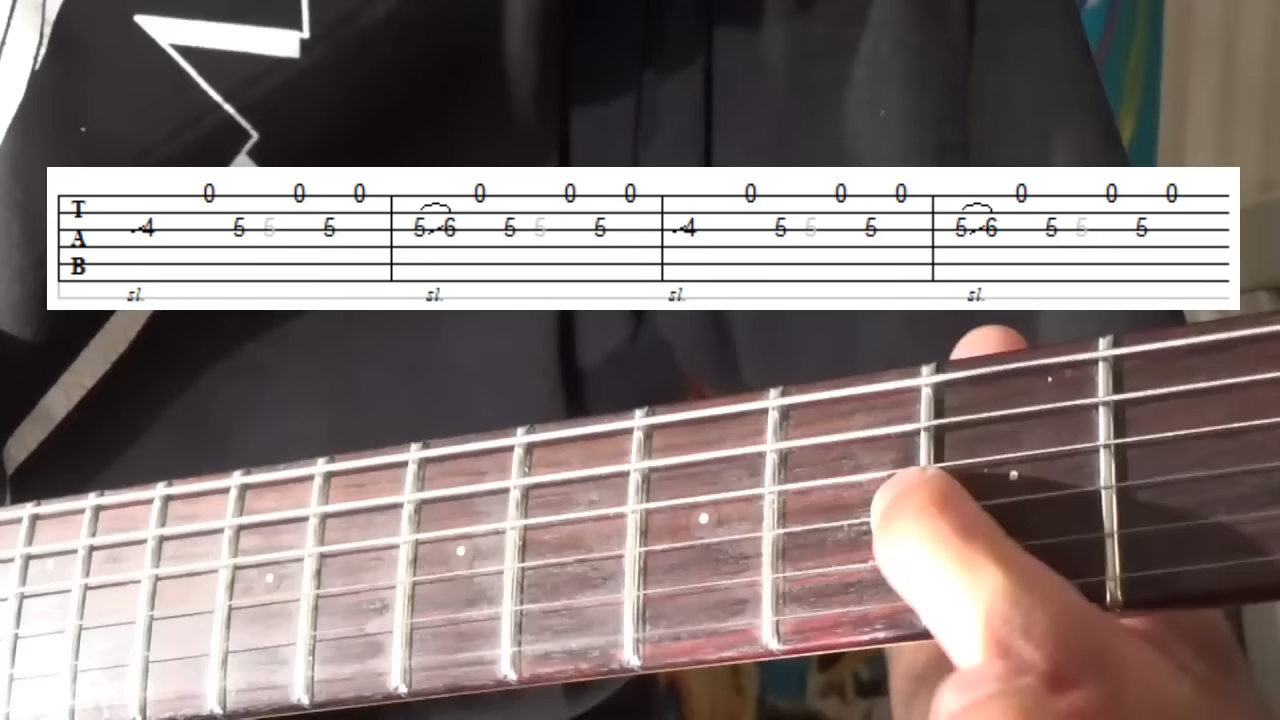 0 0 0 0 0 0 0 0 0 0 0 0
T
4 5 5 5 5 6 5 5 5 4 5 5 5 5 6 5 5 5
A
B
sl. sl. sl. sl.